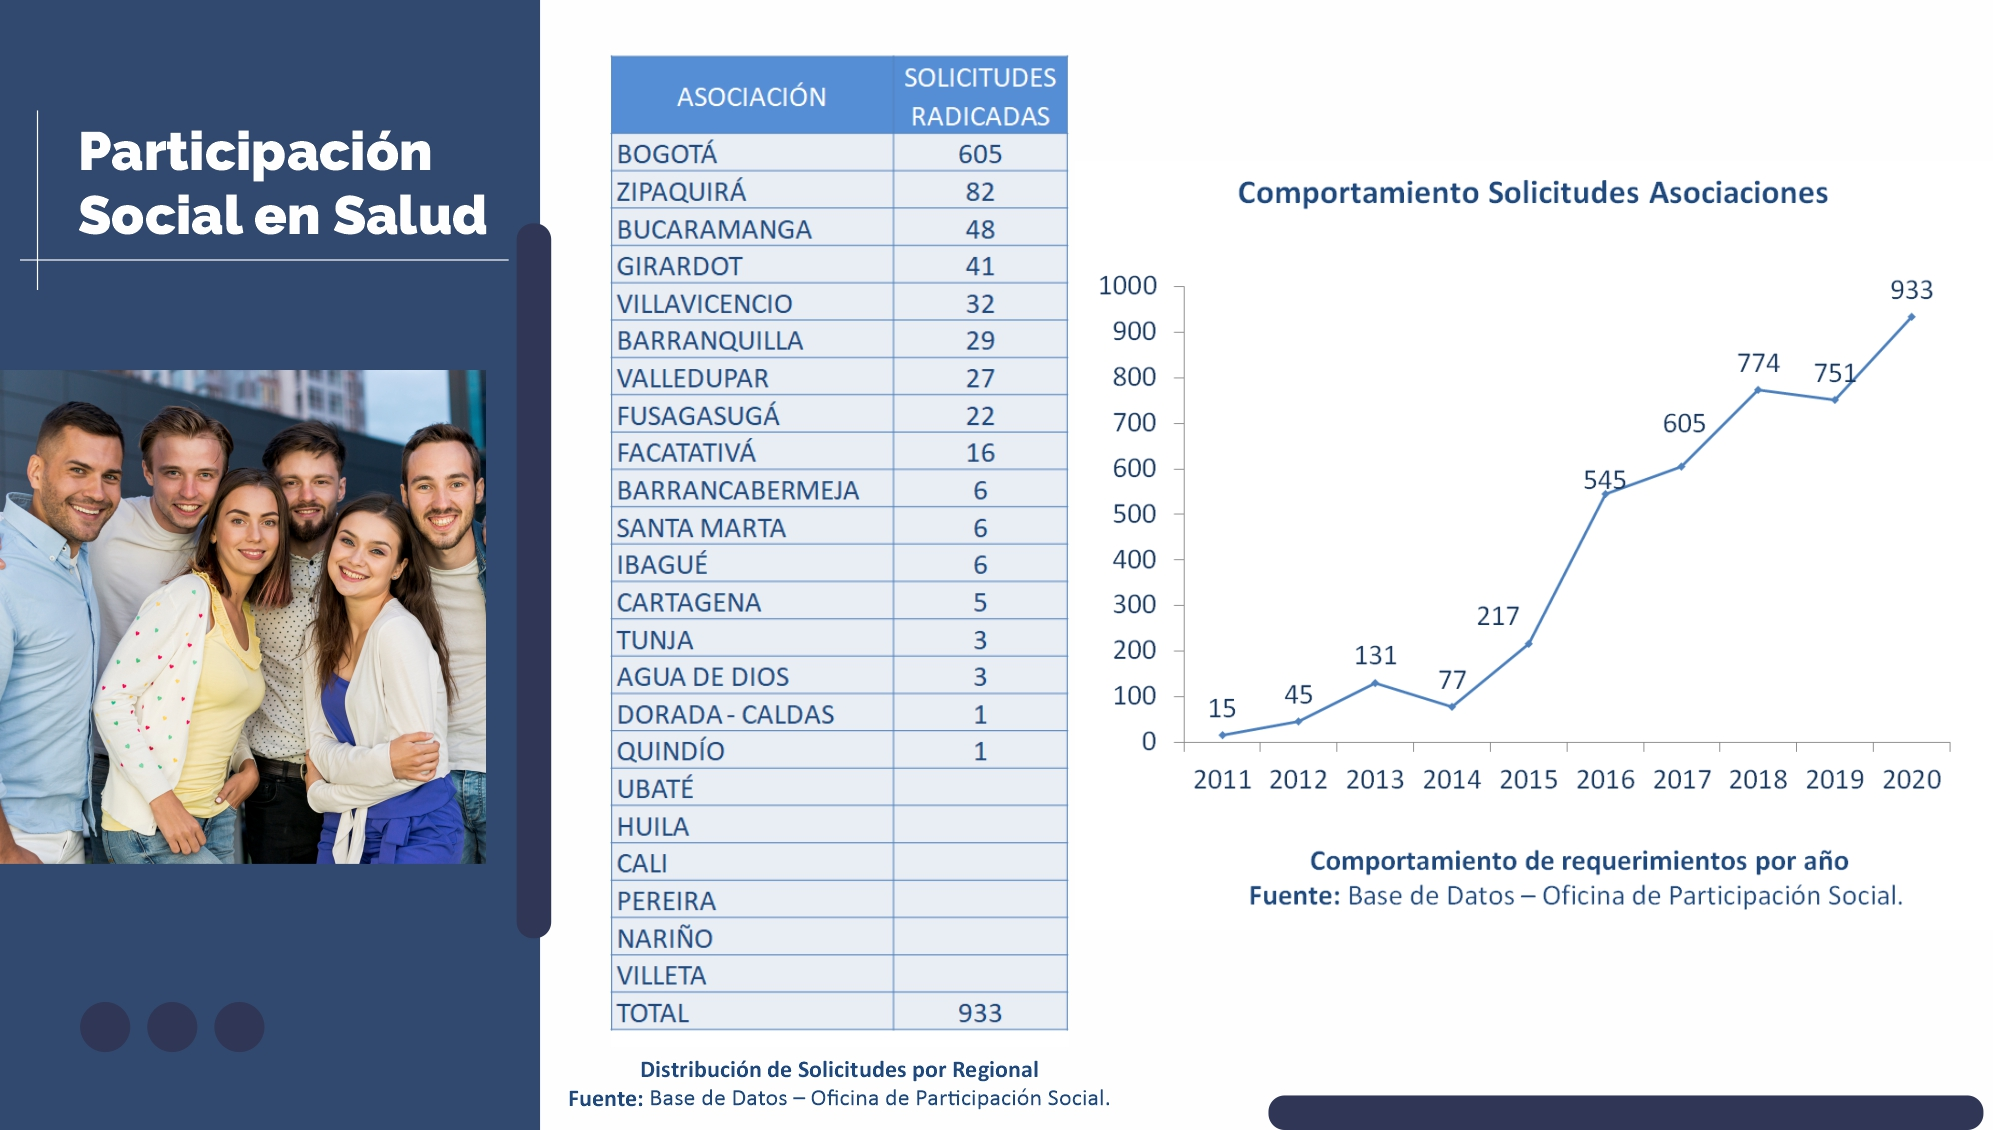 Participación
Social en Salud
ASOCIACIÓN
SOLICITUDES
RADICADAS
BOGOTÁ 605
ZIPAQUIRÁ 82
BUCARAMANGA 48
GIRARDOT 41
VILLAVICENCIO 32
BARRANQUILLA 29
VALLEDUPAR 27
FUSAGASUGÁ 22
FACATATIVÁ 16
BARRANCABERMEJA 6
SANTA MARTA 6
IBAGUÉ 6
CARTAGENA 5
TUNJA 3
AGUA DE DIOS 3
DORADA - CALDAS 1
QUINDÍO 1
UBATÉ
HUILA
CALI
PEREIRA
NARIÑO
VILLETA
TOTAL 933
Distribución de Solicitudes por Regional
Fuente: Base de Datos – Oficina de Participación Social.
Comportamiento Solicitudes Asociaciones
1000
900
800
700
600
500
400
300
200
100
0
15
45
131
77
217
545
605
774
751
933
2011 2012 2013 2014 2015 2016 2017 2018 2019 2020
Comportamiento de requerimientos por año
Fuente: Base de Datos – Oficina de Participación Social.